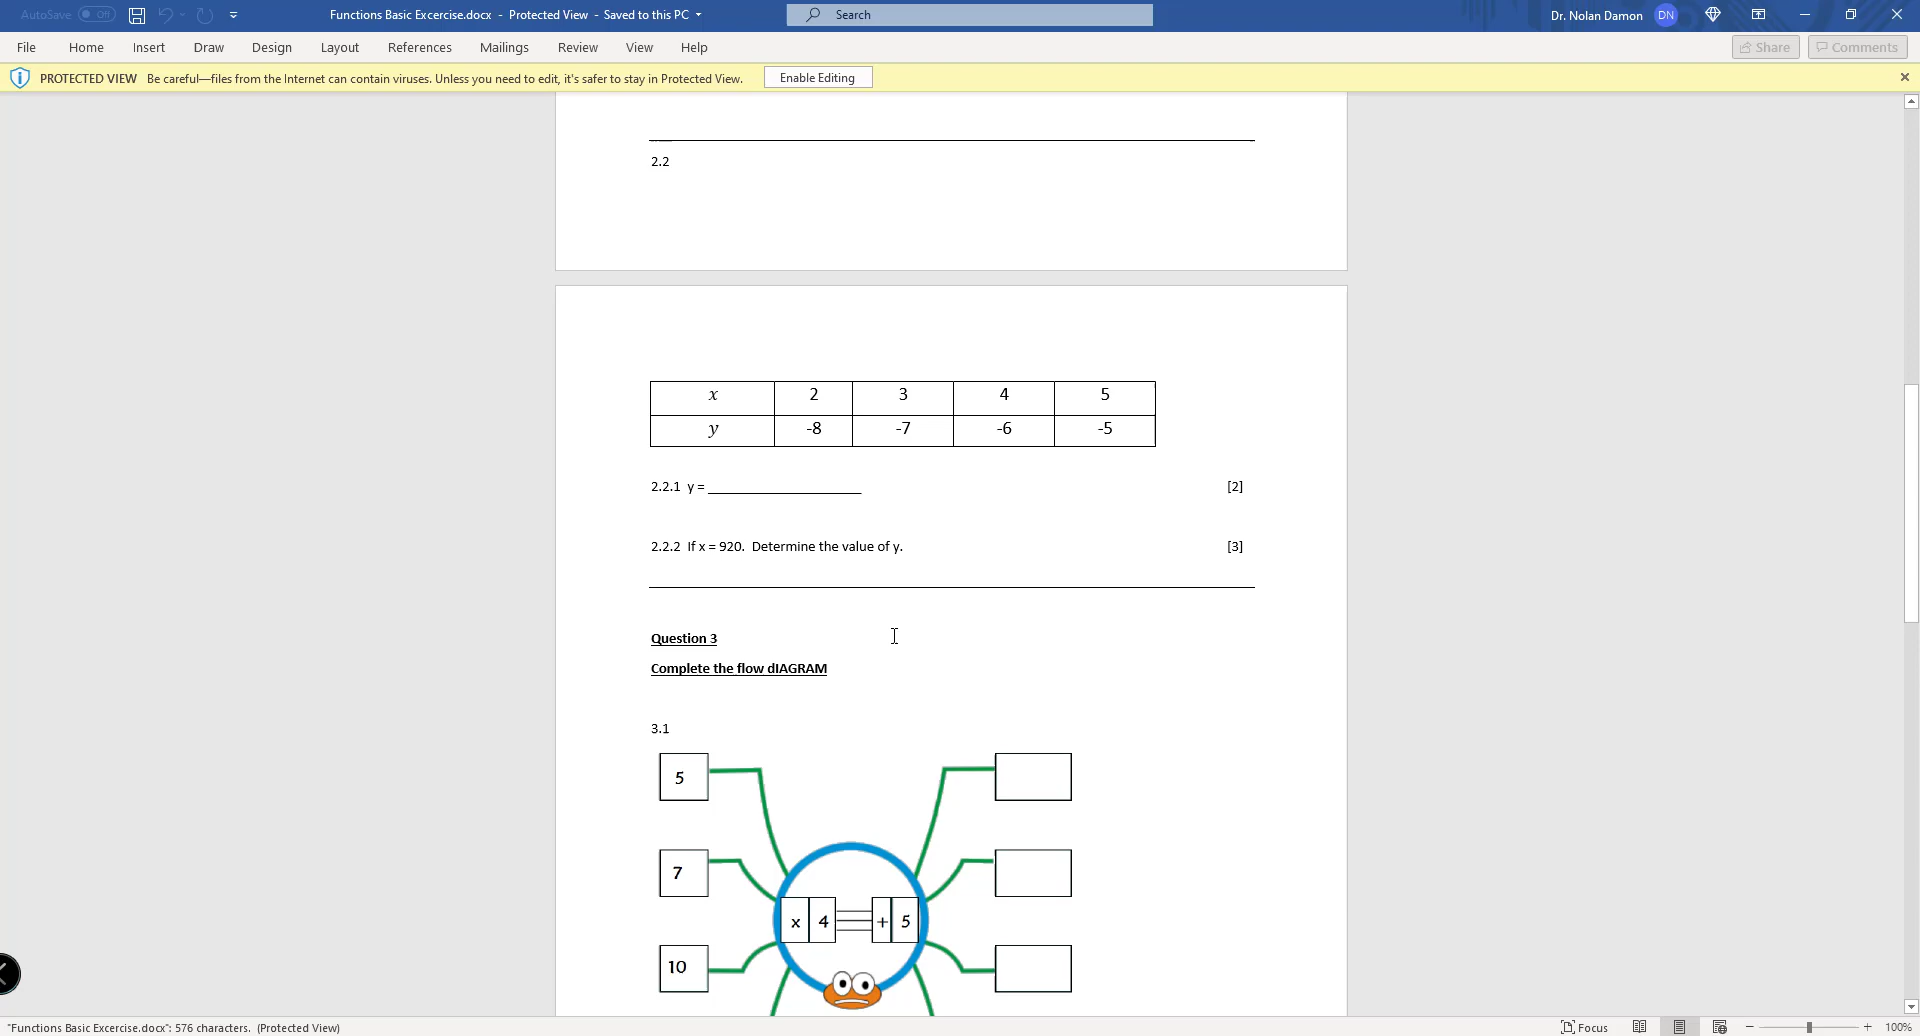 AutoSave Off Functions Basic Excercise.docx - Protected View - Saved to this PC Search Dr. Nolan Damon DN
File Home Insert Draw Design Layout References Mailings Review View Help Share Comments
PROTECTED VIEW Be careful—files from the Internet can contain viruses. Unless you need to edit, it's safer to stay in Protected View. Enable Editing
2.2
x 2 3 4 5
y -8 -7 -6 -5
2.2.1 y = ______________________ [2]
2.2.2 If x = 920. Determine the value of y. [3]
Question 3
Complete the flow dIAGRAM
3.1
5
7
x 4 + 5
10
"Functions Basic Excercise.docx": 576 characters. (Protected View) Focus 100%